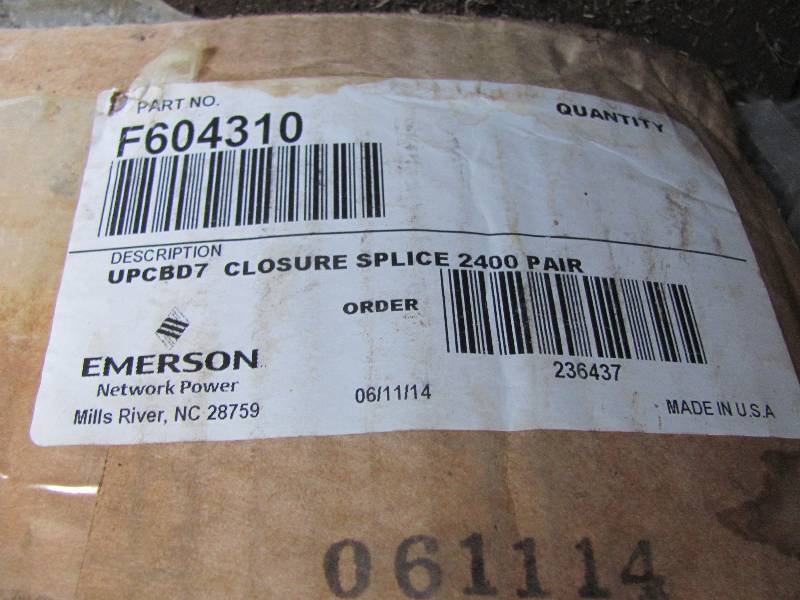 PART NO.
QUANTITY
F604310
DESCRIPTION
UPCBD7 CLOSURE SPLICE 2400 PAIR
ORDER
236437
EMERSON
Network Power
Mills River, NC 28759
06/11/14
MADE IN U.S.A
061114